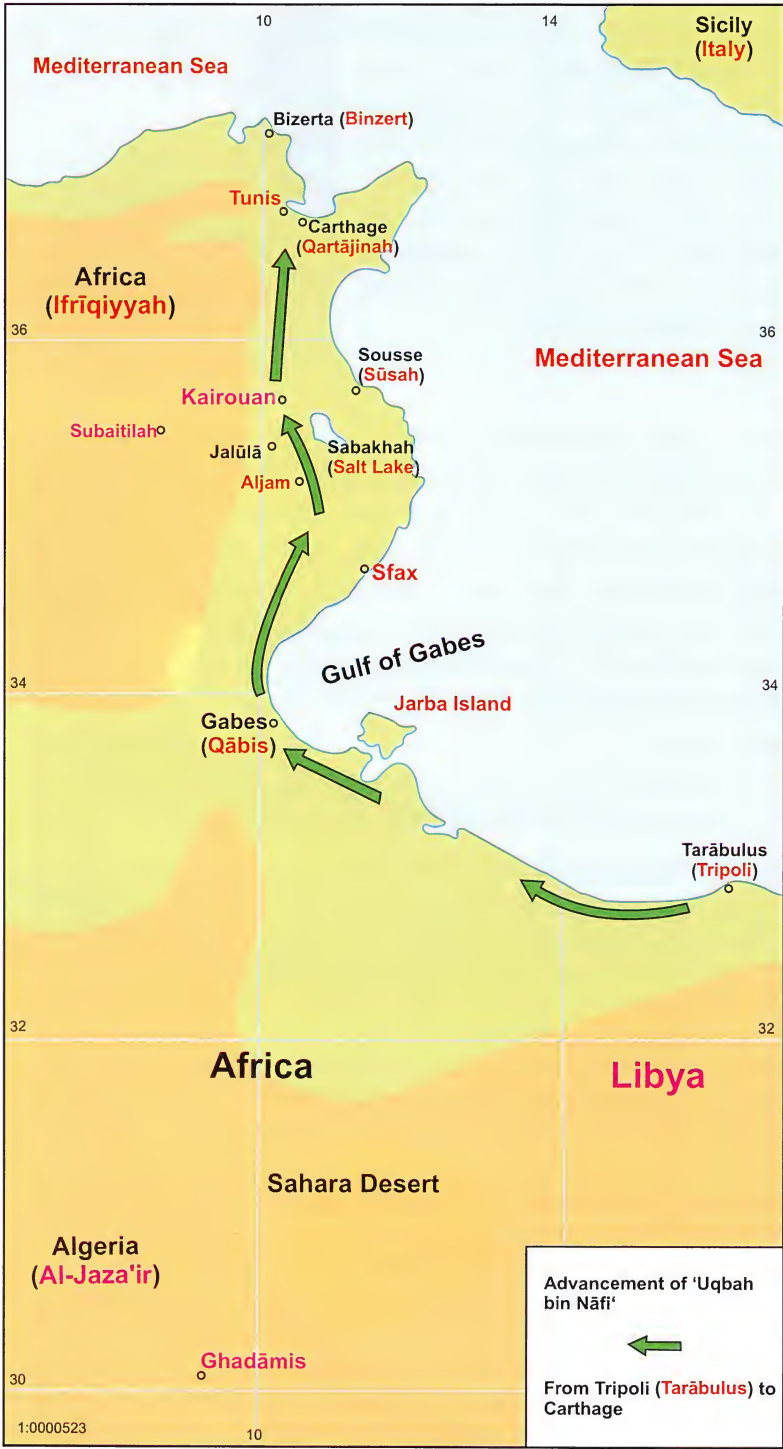 10
14
Sicily
(Italy)
Mediterranean Sea
Bizerta (Binzert)
Tunis
Carthage
(Qartājinah)
Africa
(Ifrīqiyyah)
36
36
Sousse
(Sūsah)
Mediterranean Sea
Kairouan
Subaitilah
Jalūlā
Sabakhah
(Salt Lake)
Aljam
Sfax
Gulf of Gabes
34
34
Jarba Island
Gabes
(Qābis)
Tarābulus
(Tripoli)
32
32
Africa
Libya
Sahara Desert
Algeria
(Al-Jaza'ir)
Advancement of ‘Uqbah
bin Nāfi‘
Ghadāmis
30
From Tripoli (Tarābulus) to
Carthage
1:0000523
10